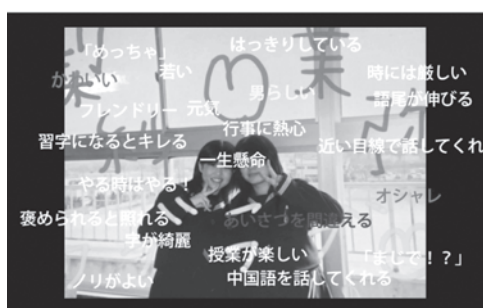 「めっちゃ」
はっきりしている
かわいい
若い
時には厳しい
フレンドリー
元気
男らしい
語尾が伸びる
行事に熱心
習字になるとキレる
一生懸命
近い目線で話してくれ
やる時はやる！
オシャレ
褒められると照れる
あいさつを間違える
字が綺麗
授業が楽しい
「まじで！？」
ノリがよい
中国語を話してくれる
業